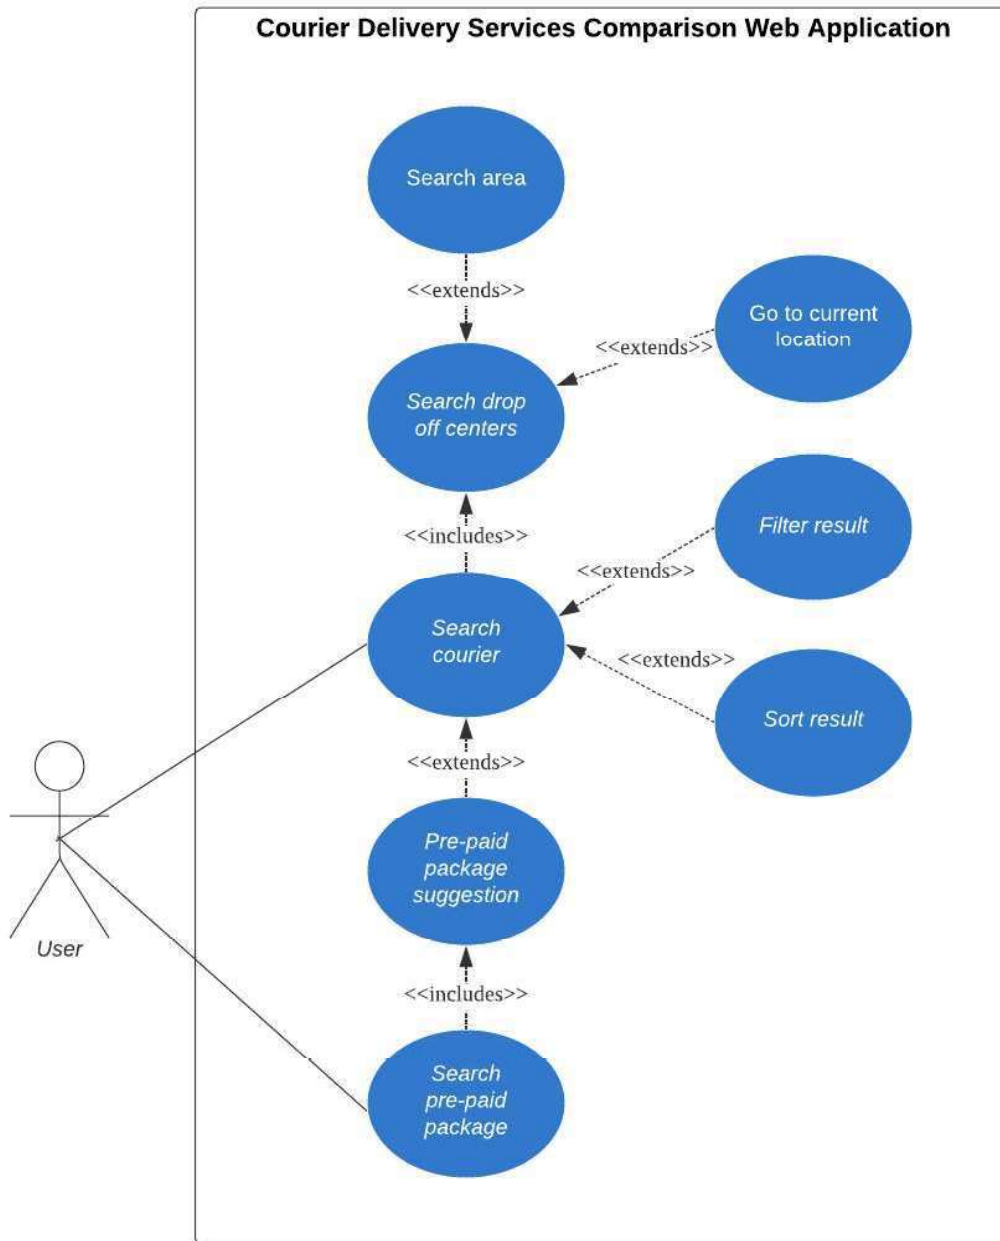 Courier Delivery Services Comparison Web Application
Search area
<<extends>>
Go to current
location
<<extends>>
Search drop
off centers
<<includes>>
Filter result
<<extends>>
Search
courier
<<extends>>
Sort result
<<extends>>
Pre-paid
package
suggestion
User
<<includes>>
Search
pre-paid
package